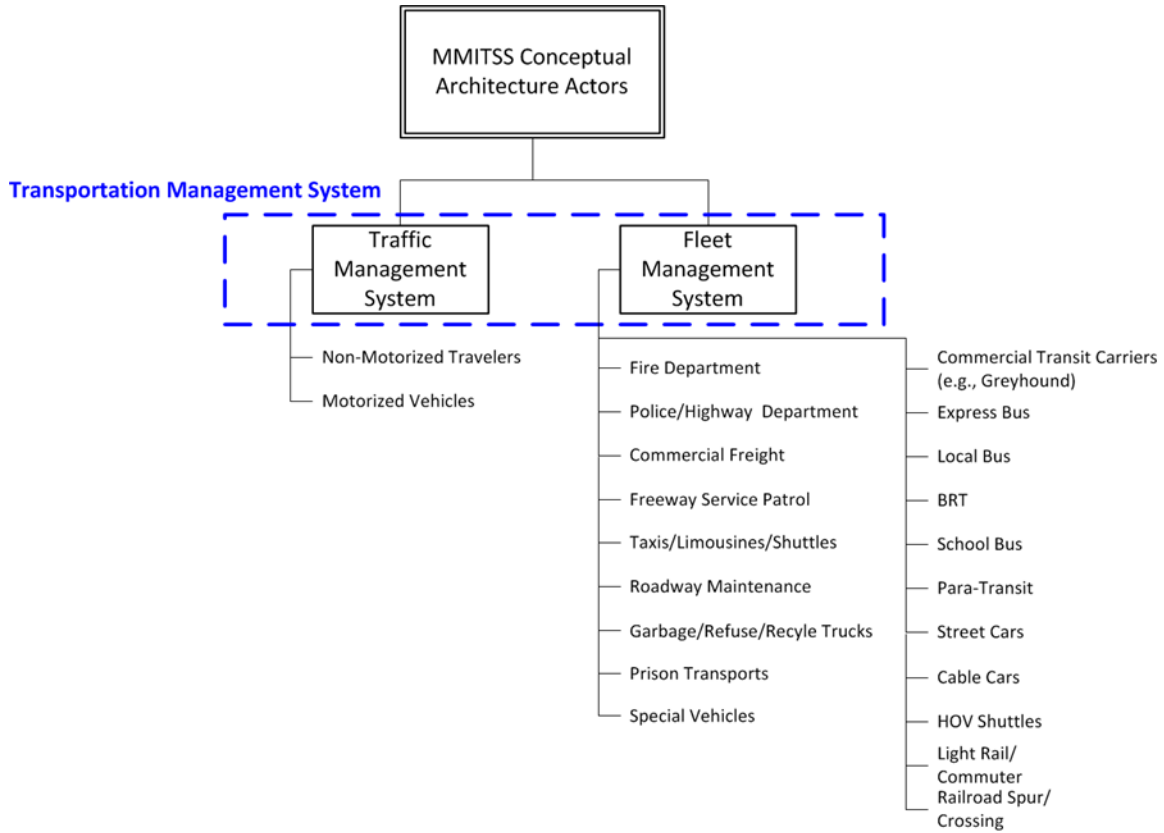 MMITSS Conceptual
Architecture Actors
Transportation Management System
Traffic
Management
System
Fleet
Management
System
Non-Motorized Travelers
Motorized Vehicles
Fire Department
Police/Highway Department
Commercial Freight
Freeway Service Patrol
Taxis/Limousines/Shuttles
Roadway Maintenance
Garbage/Refuse/Recyle Trucks
Prison Transports
Special Vehicles
Commercial Transit Carriers
(e.g., Greyhound)
Express Bus
Local Bus
BRT
School Bus
Para-Transit
Street Cars
Cable Cars
HOV Shuttles
Light Rail/
Commuter
Railroad Spur/
Crossing